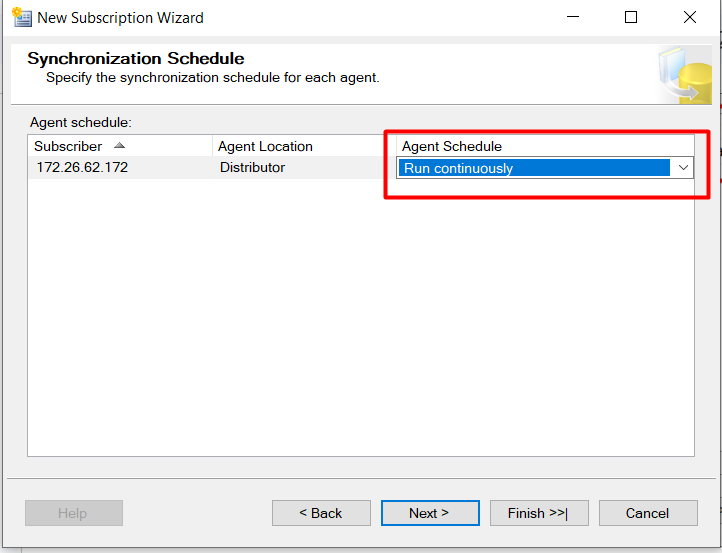 New Subscription Wizard
Synchronization Schedule
Specify the synchronization schedule for each agent.
Agent schedule:
Subscriber Agent Location Agent Schedule
172.26.62.172 Distributor Run continuously
Help < Back Next > Finish >>| Cancel